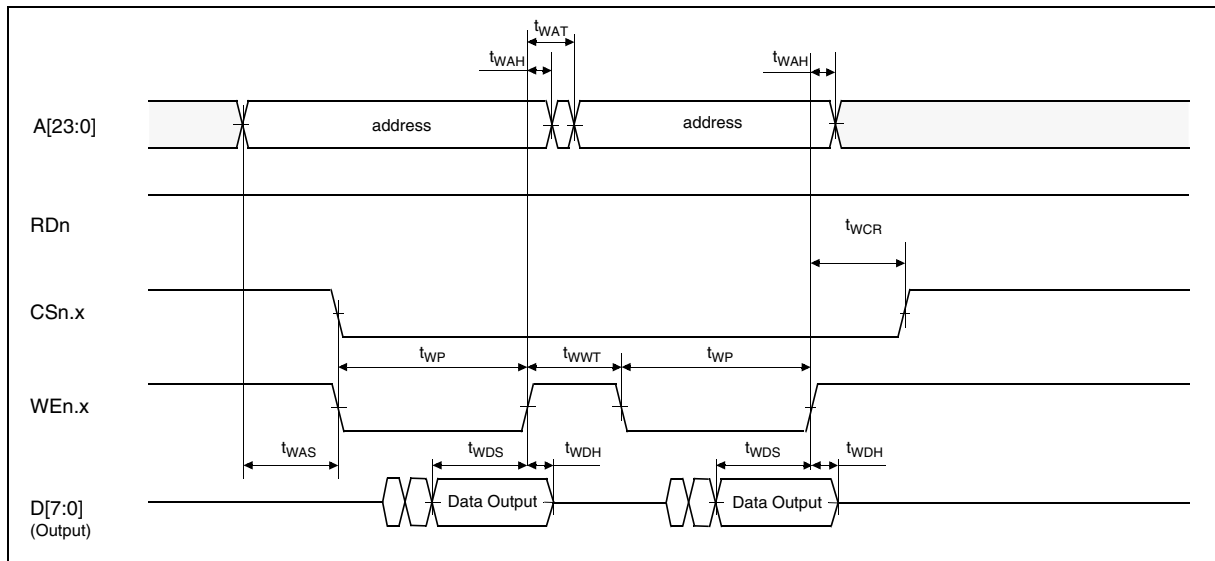 tWAT
tWAH
tWAH
A[23:0]
address
address
RDn
tWCR
CSn.x
tWP
tWWT
tWP
WEn.x
tWAS
tWDS
tWDH
tWDS
tWDH
D[7:0]
(Output)
Data Output
Data Output